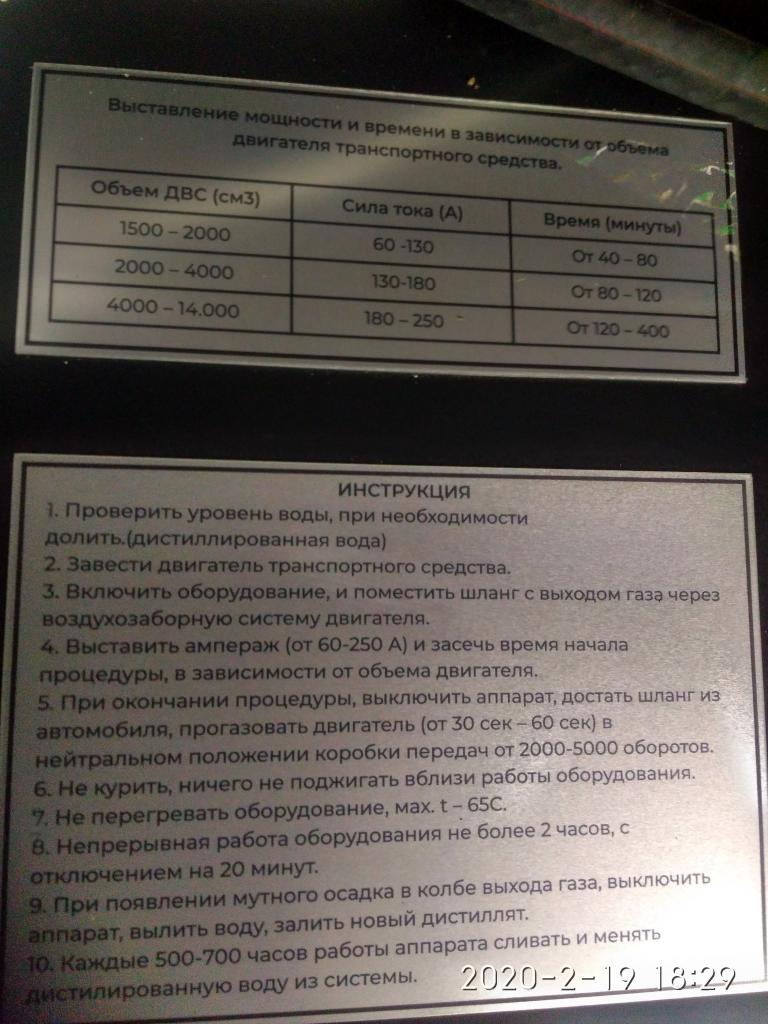 Выставление мощности и времени в зависимости от объема
двигателя транспортного средства.
Объем ДВС (см3) Сила тока (А) Время (минуты)
1500 – 2000 60 -130 От 40 – 80
2000 – 4000 130-180 От 80 – 120
4000 – 14.000 180 – 250 От 120 – 400
ИНСТРУКЦИЯ
1. Проверить уровень воды, при необходимости
долить.(дистиллированная вода)
2. Завести двигатель транспортного средства.
3. Включить оборудование, и поместить шланг с выходом газа через
воздухозаборную систему двигателя.
4. Выставить ампераж (от 60-250 А) и засечь время начала
процедуры, в зависимости от объема двигателя.
5. При окончании процедуры, выключить аппарат, достать шланг из
автомобиля, прогазовать двигатель (от 30 сек – 60 сек) в
нейтральном положении коробки передач от 2000-5000 оборотов.
6. Не курить, ничего не поджигать вблизи работы оборудования.
7. Не перегревать оборудование, мах. t – 65С.
8. Непрерывная работа оборудования не более 2 часов, с
отключением на 20 минут.
9. При появлении мутного осадка в колбе выхода газа, выключить
аппарат, вылить воду, залить новый дистиллят.
10. Каждые 500-700 часов работы аппарата сливать и менять
дистилированную воду из системы.
2020-2-19 18:29